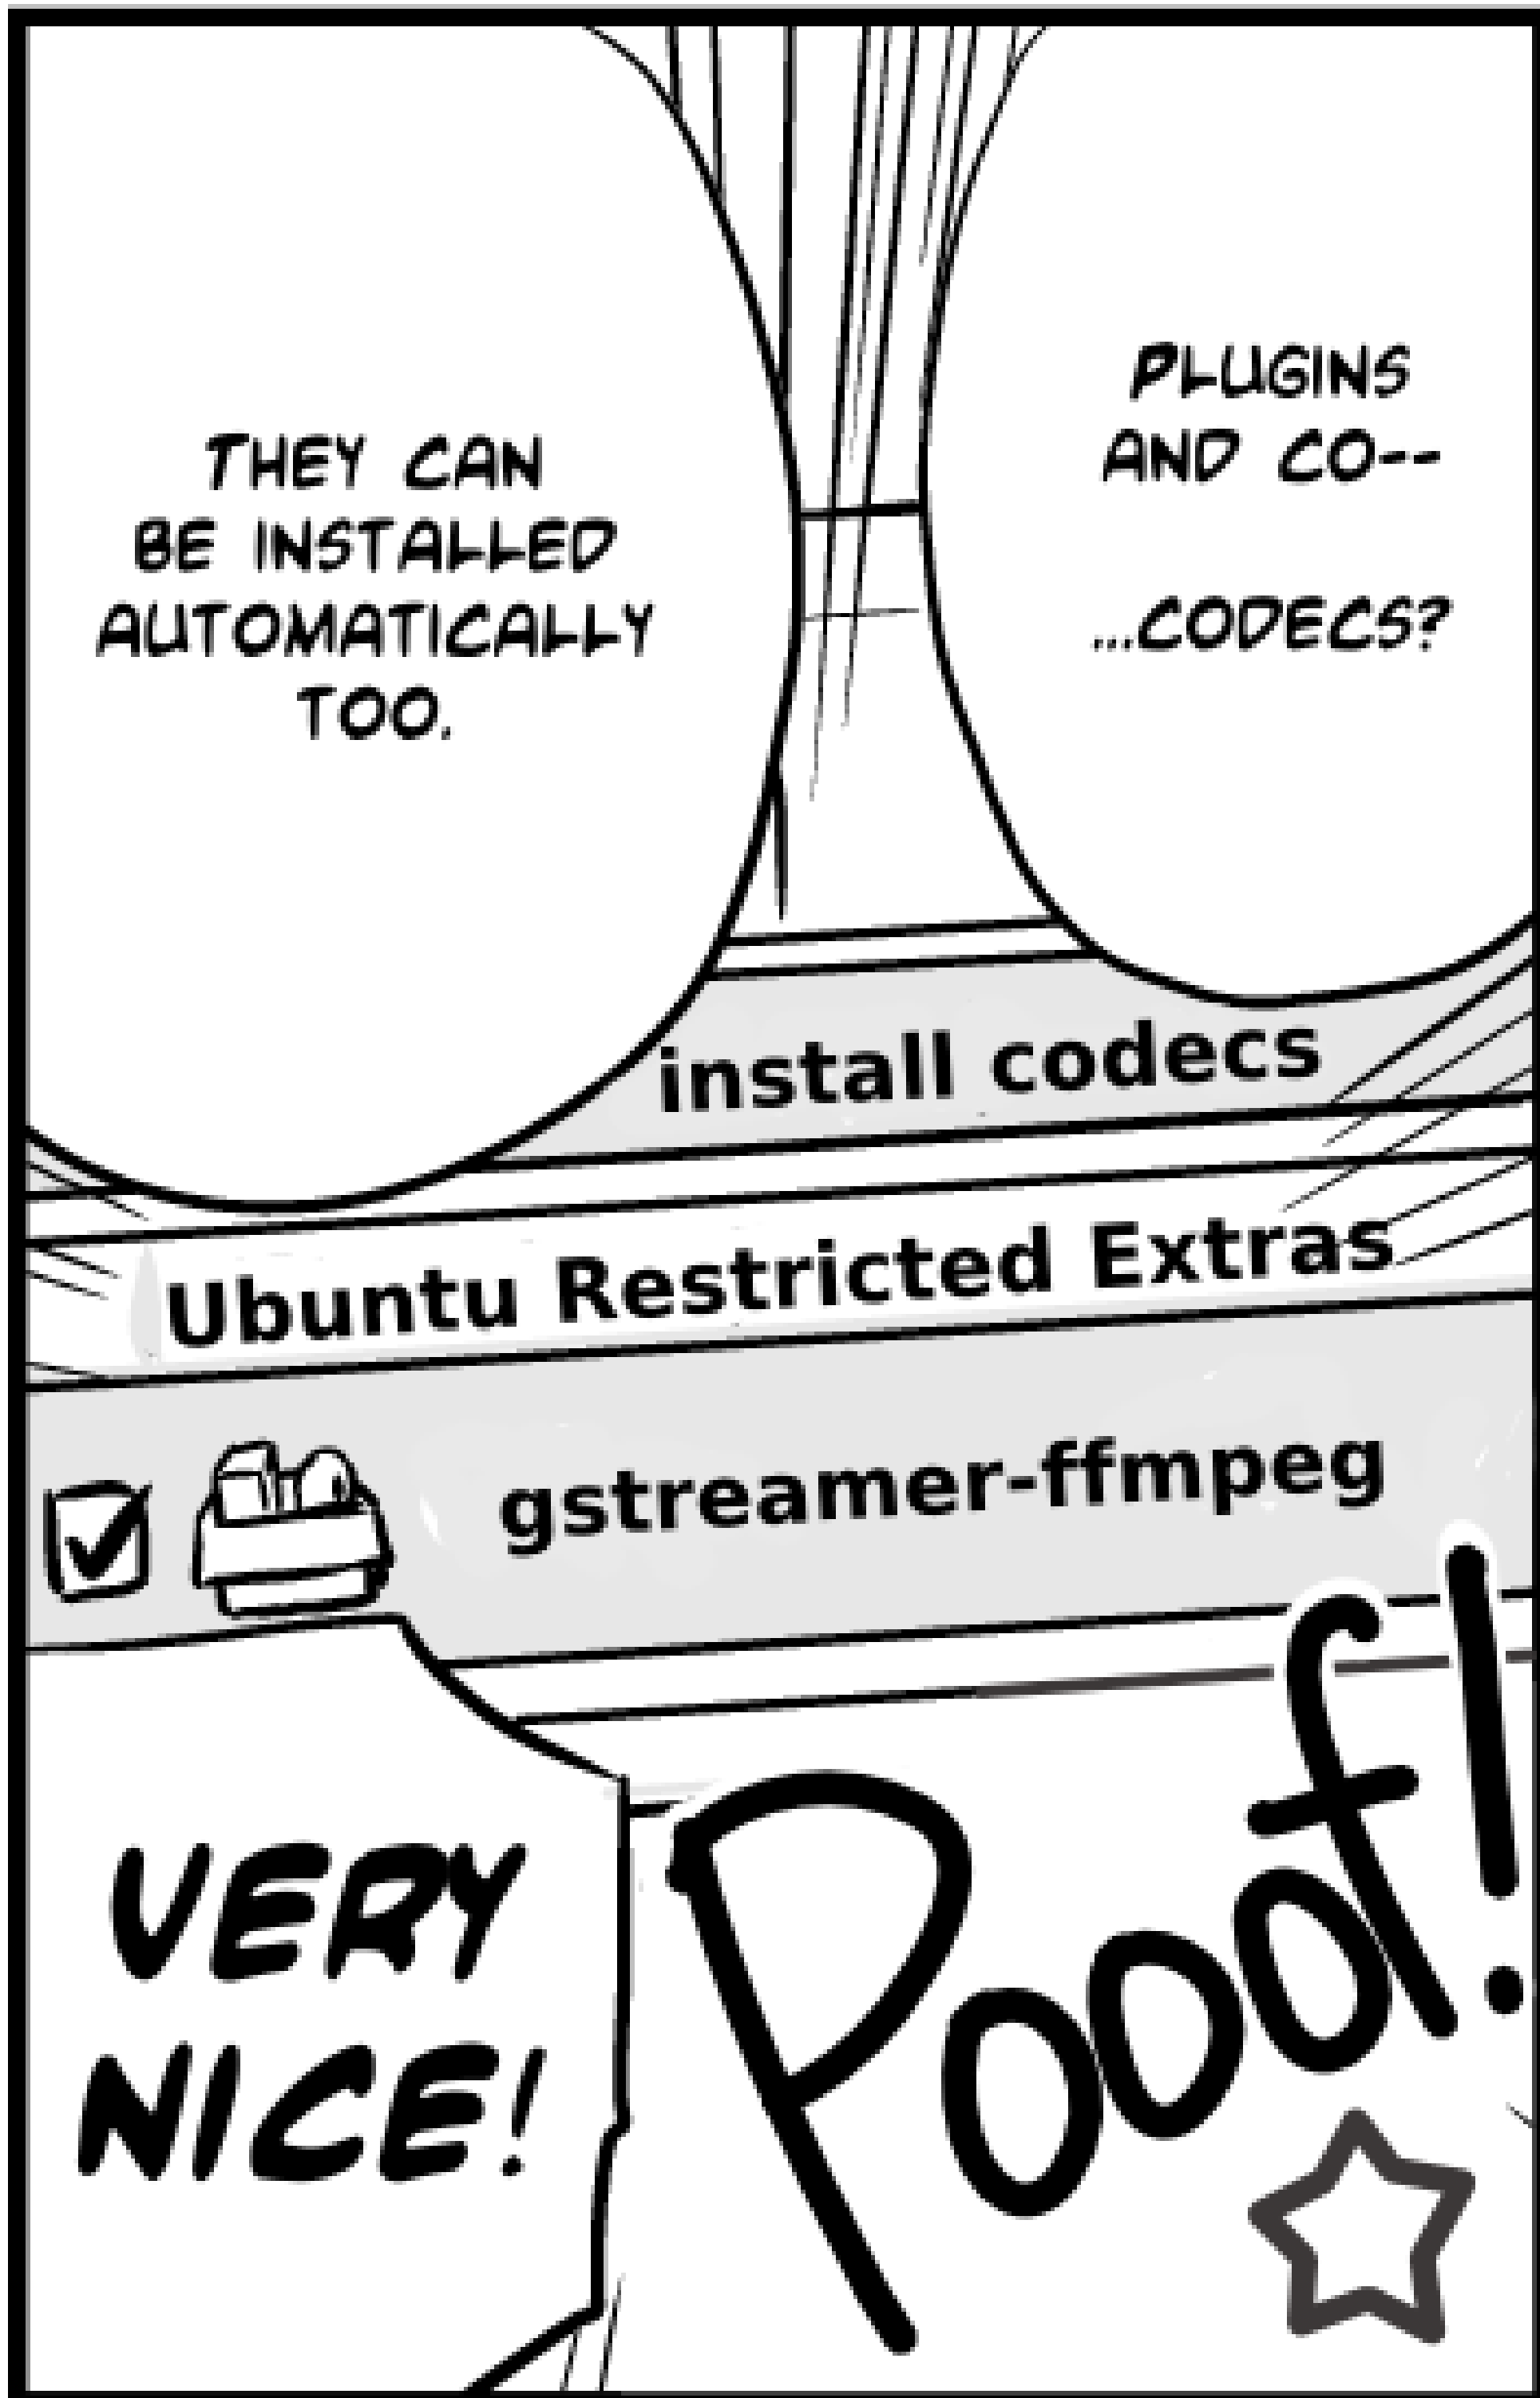 PLUGINS
AND CO--
...CODECS?
THEY CAN
BE INSTALLED
AUTOMATICALLY
TOO.
install codecs
Ubuntu Restricted Extras
gstreamer-ffmpeg
VERY
NICE!
Pooof!